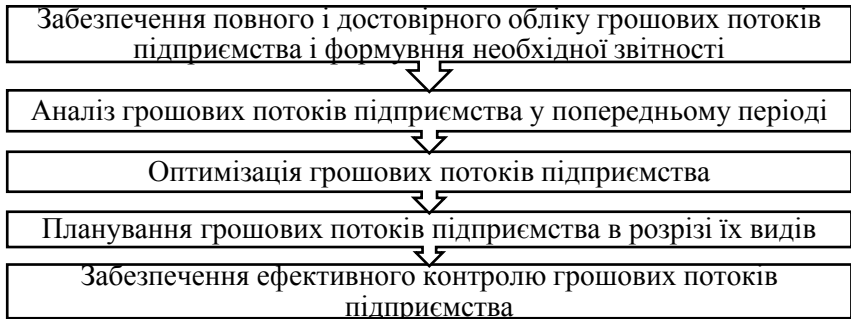 Забезпечення повного і достовірного обліку грошових потоків
підприємства і формувння необхідної звітності
Аналіз грошових потоків підприємства у попередньому періоді
Оптимізація грошових потоків підприємства
Планування грошових потоків підприємства в розрізі їх видів
Забезпечення ефективного контролю грошових потоків
підприємства